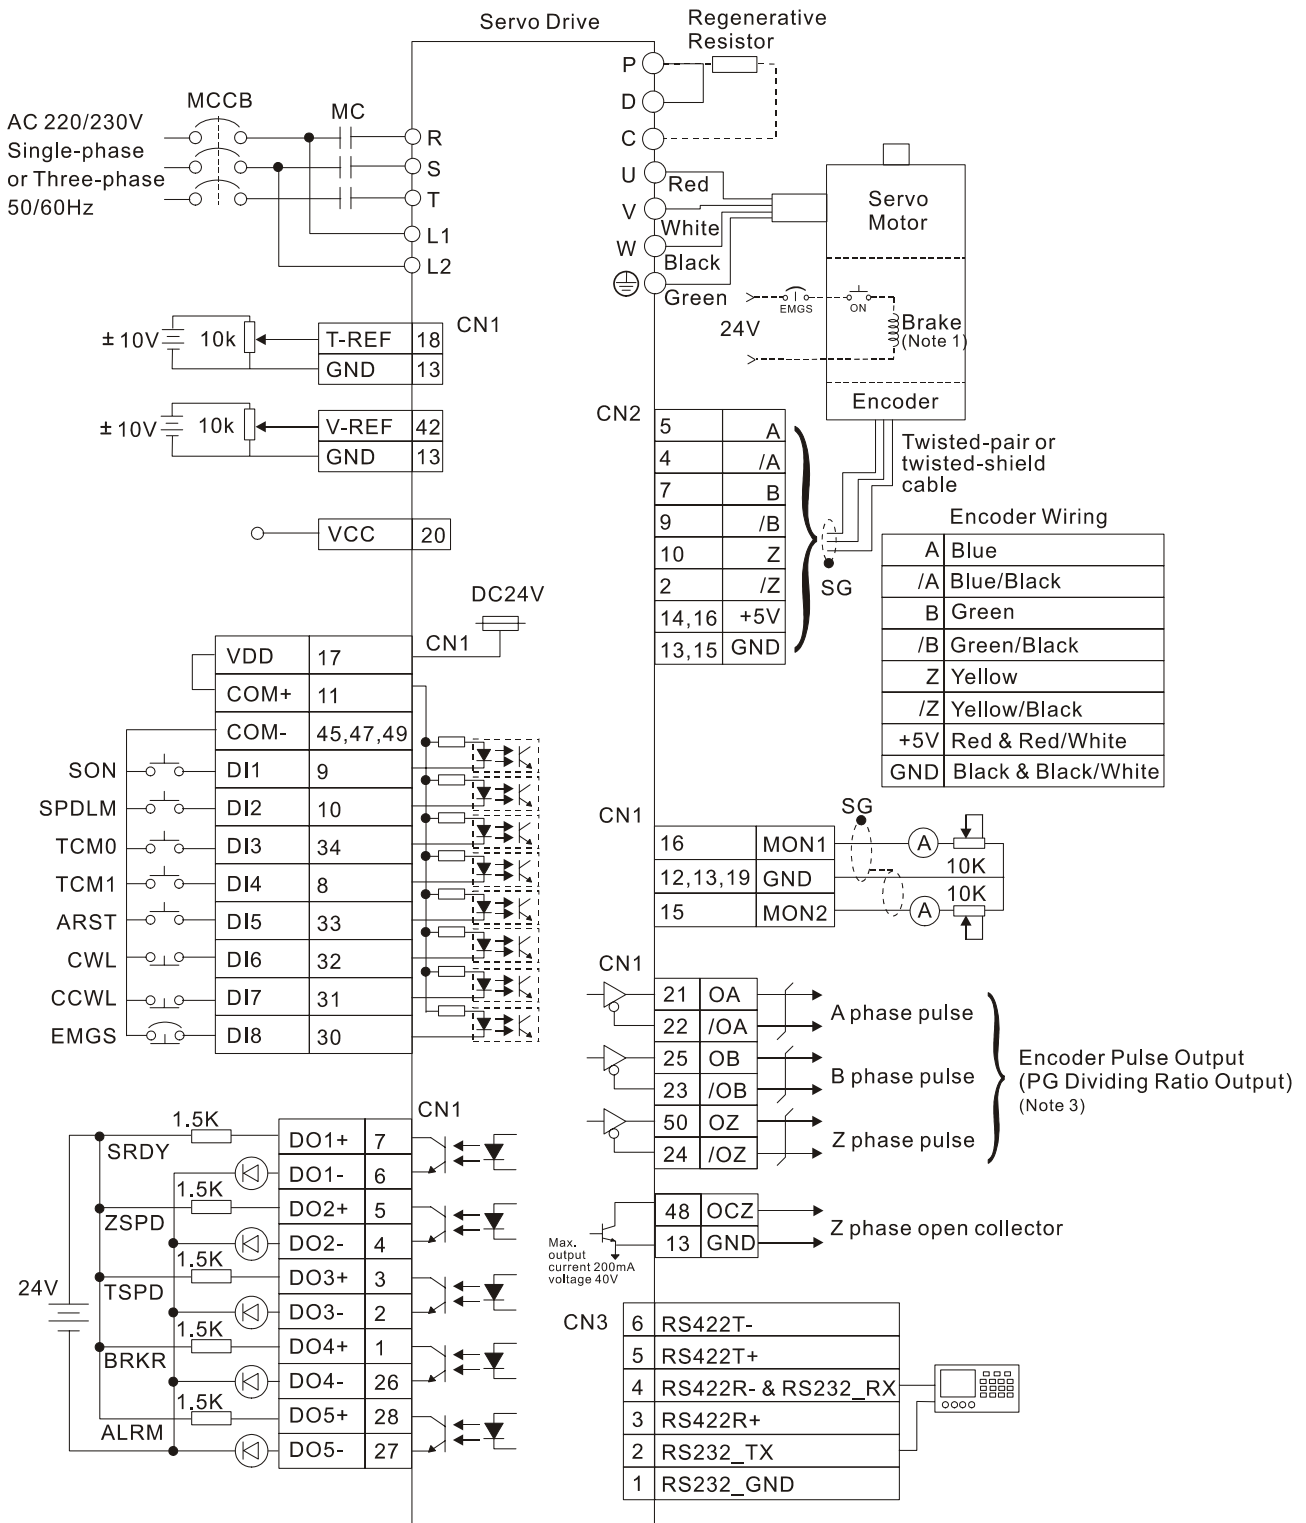 Servo Drive
Regenerative
Resistor
P
D
C
U
V
W
Red
White
Black
Green
MCCB
MC
AC 220/230V
Single-phase
or Three-phase
50/60Hz
R
S
T
L1
L2
Servo
Motor
EMGS
ON
24V
Brake
(Note 1)
Encoder
± 10V
10k
T-REF 18
GND 13
CN1
± 10V
10k
V-REF 42
GND 13
VCC 20
CN2
5 A
4 /A
7 B
9 /B
10 Z
2 /Z
14,16 +5V
13,15 GND
SG
Twisted-pair or
twisted-shield
cable
Encoder Wiring
A Blue
/A Blue/Black
B Green
/B Green/Black
Z Yellow
/Z Yellow/Black
+5V Red & Red/White
GND Black & Black/White
DC24V
CN1
VDD 17
COM+ 11
COM- 45,47,49
SON DI1 9
SPDLM DI2 10
TCM0 DI3 34
TCM1 DI4 8
ARST DI5 33
CWL DI6 32
CCWL DI7 31
EMGS DI8 30
CN1
SG
16 MON1 A 10K
12,13,19 GND
15 MON2 A 10K
CN1
21 OA
22 /OA
A phase pulse
25 OB
23 /OB
B phase pulse
50 OZ
24 /OZ
Z phase pulse
Encoder Pulse Output
(PG Dividing Ratio Output)
(Note 3)
48 OCZ
13 GND
Z phase open collector
Max.
output
current 200mA
voltage 40V
CN1
24V
1.5K
SRDY
DO1+ 7
DO1- 6
1.5K
ZSPD
DO2+ 5
DO2- 4
1.5K
TSPD
DO3+ 3
DO3- 2
1.5K
BRKR
DO4+ 1
DO4- 26
1.5K
ALRM
DO5+ 28
DO5- 27
CN3
6 RS422T-
5 RS422T+
4 RS422R- & RS232_RX
3 RS422R+
2 RS232_TX
1 RS232_GND